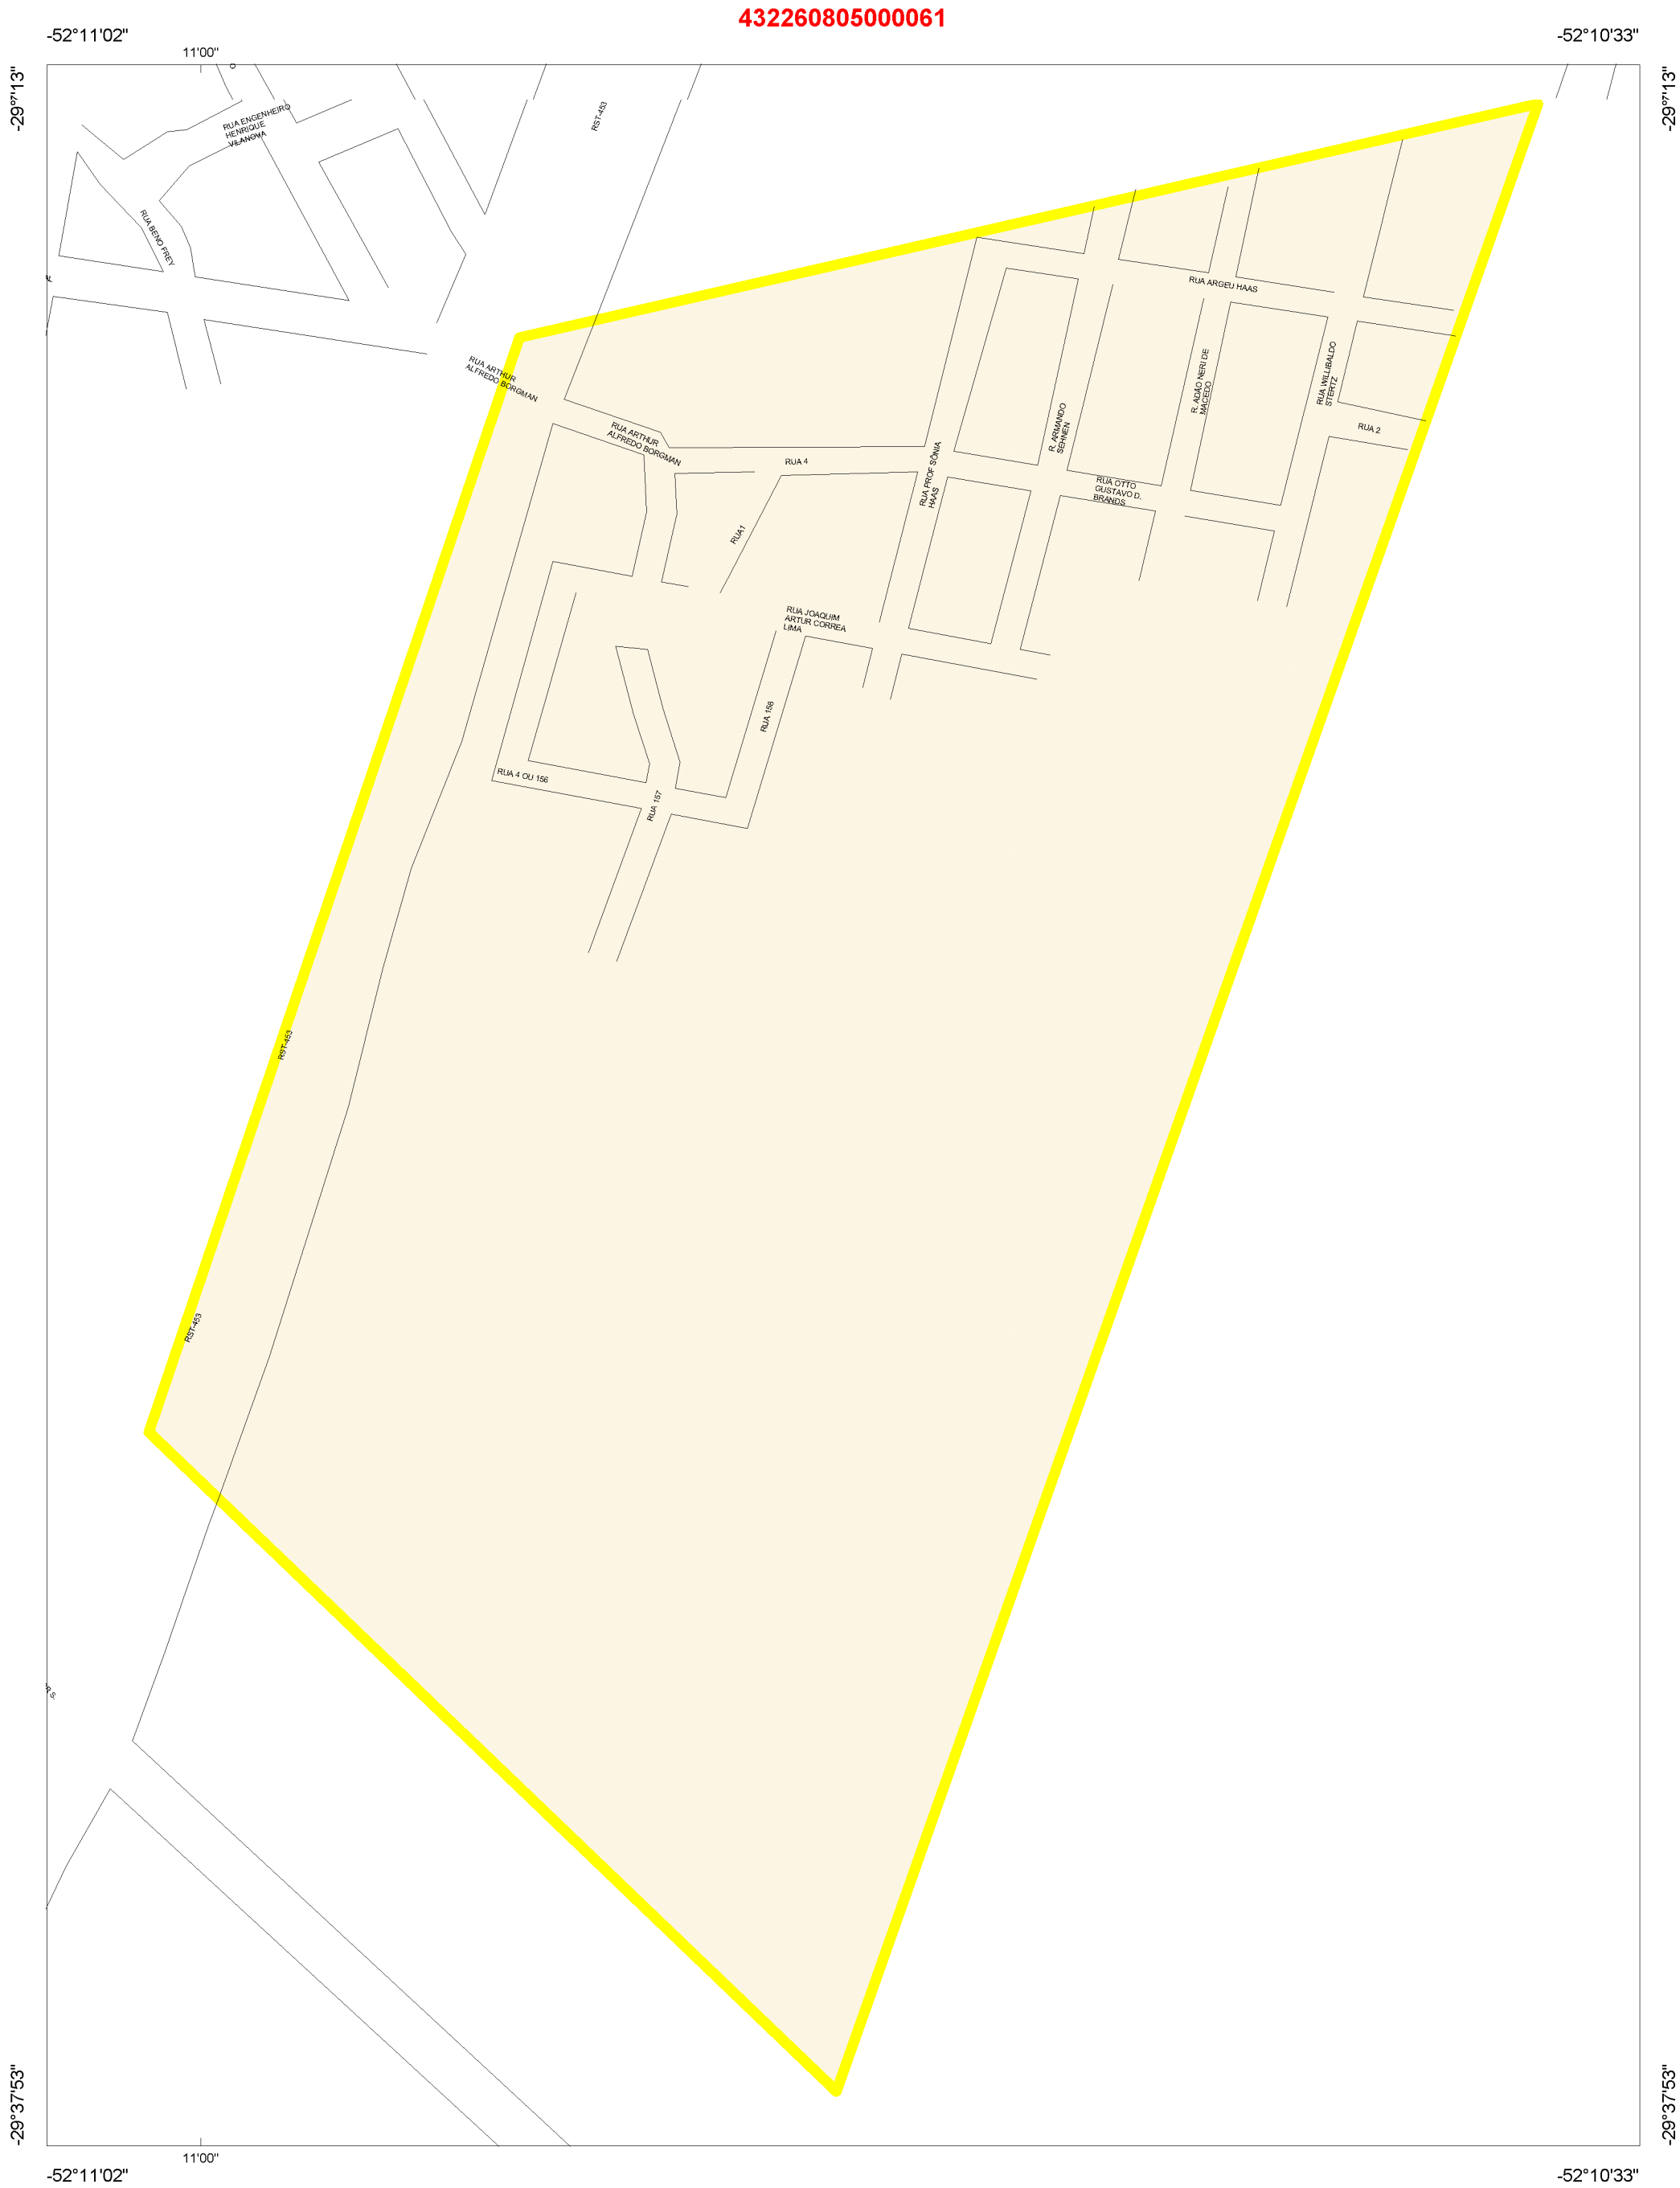 432260805000061
-52°11'02"
-52°10'33"
11'00"
-29°7'13"
-29°7'13"
RST-453
RUA ENGENHEIRO
HENRIQUE
VILANOVA
RUA BENO FREY
RUA ARGEU HAAS
RUA ARTHUR
ALFREDO BORGMAN
R. ADÃO NERI DE
MACEDO
RUA WILLIBALDO
STERTZ
RUA ARTHUR
ALFREDO BORGMAN
R. ARMANDO
SEHNEN
RUA 2
RUA 4
RUA PROF SÔNIA
HAAS
RUA OTTO
GUSTAVO D.
BRANDS
RUA1
RUA JOAQUIM
ARTUR CORREA
LIMA
RUA 158
RUA 4 OU 156
RUA 157
RST-453
RST-453
-29°37'53"
-29°37'53"
11'00"
-52°11'02"
-52°10'33"